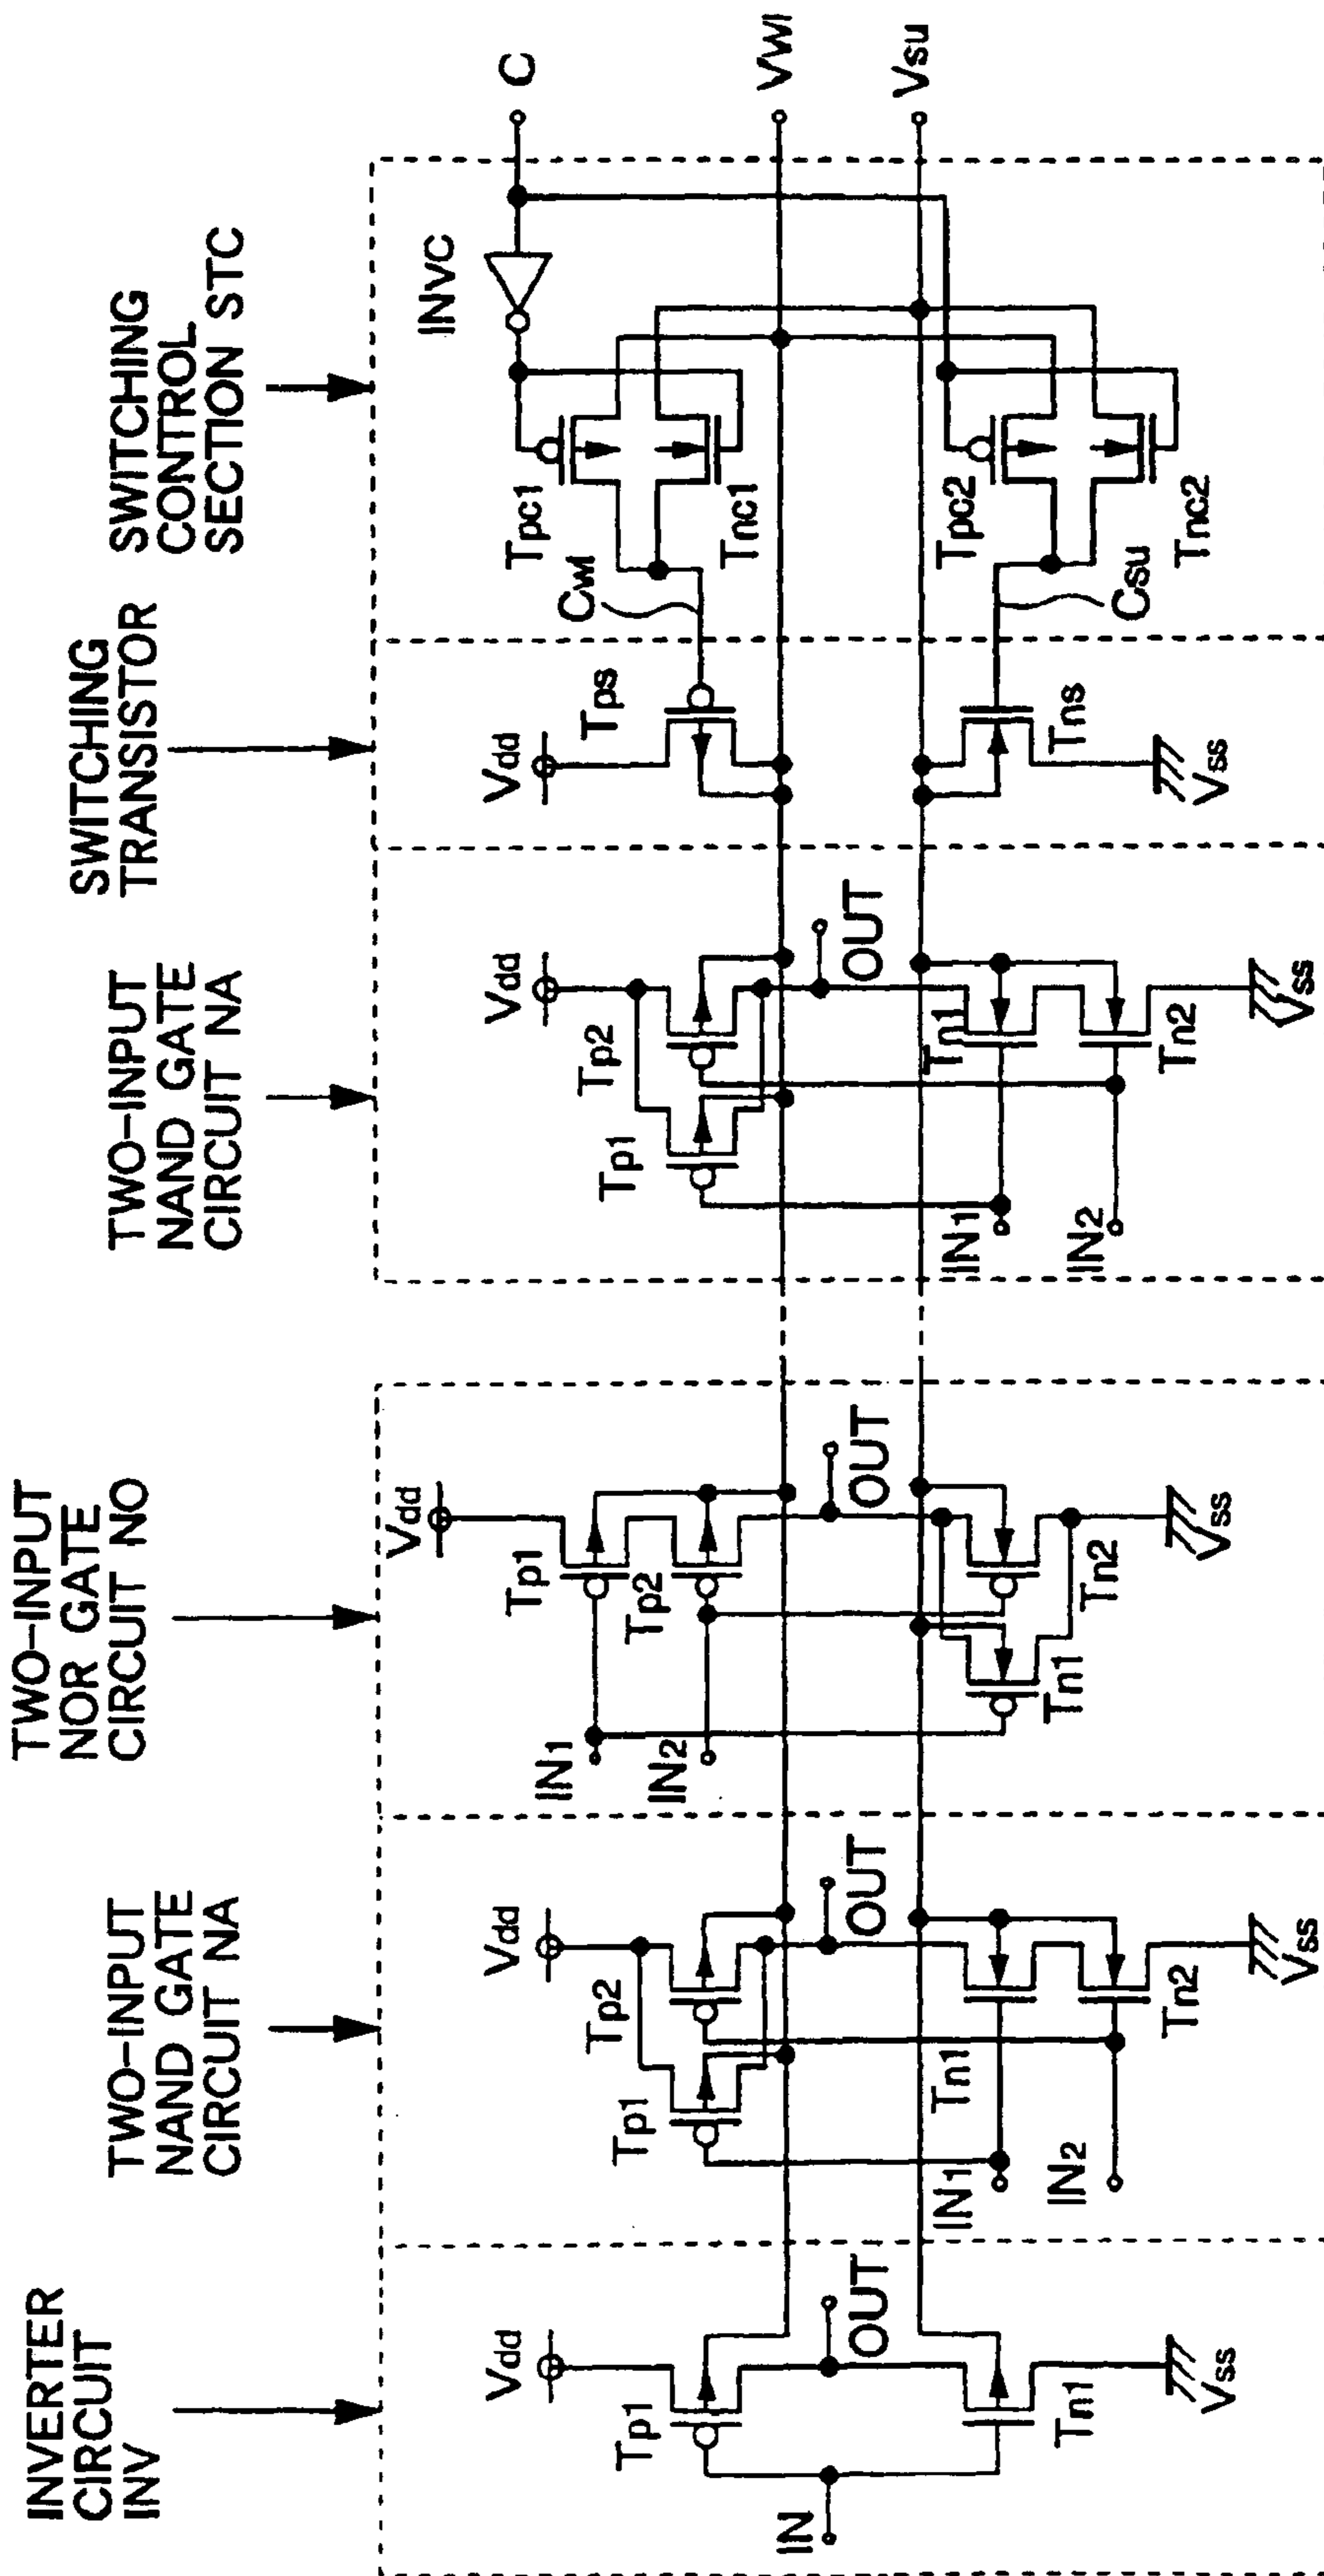 INVERTER
CIRCUIT
INV
TWO-INPUT
NAND GATE
CIRCUIT NA
TWO-INPUT
NOR GATE
CIRCUIT NO
TWO-INPUT
NAND GATE
CIRCUIT NA
SWITCHING
TRANSISTOR
SWITCHING
CONTROL
SECTION STC
Vdd
Tp1
IN
OUT
Tn1
Vss
Vdd
Tp2
Tp1
OUT
Tn1
IN1
IN2
Tn2
Vss
Vdd
Tp1
Tp2
IN1
IN2
OUT
Tn1
Tn2
Vss
Vdd
Tp2
Tp1
OUT
Tn1
IN1
IN2
Tn2
Vss
Vdd
Tps
Tns
Vss
INVC
Tpc1
Tnc1
Cwl
Tpc2
Tnc2
Csu
C
Vwl
Vsu